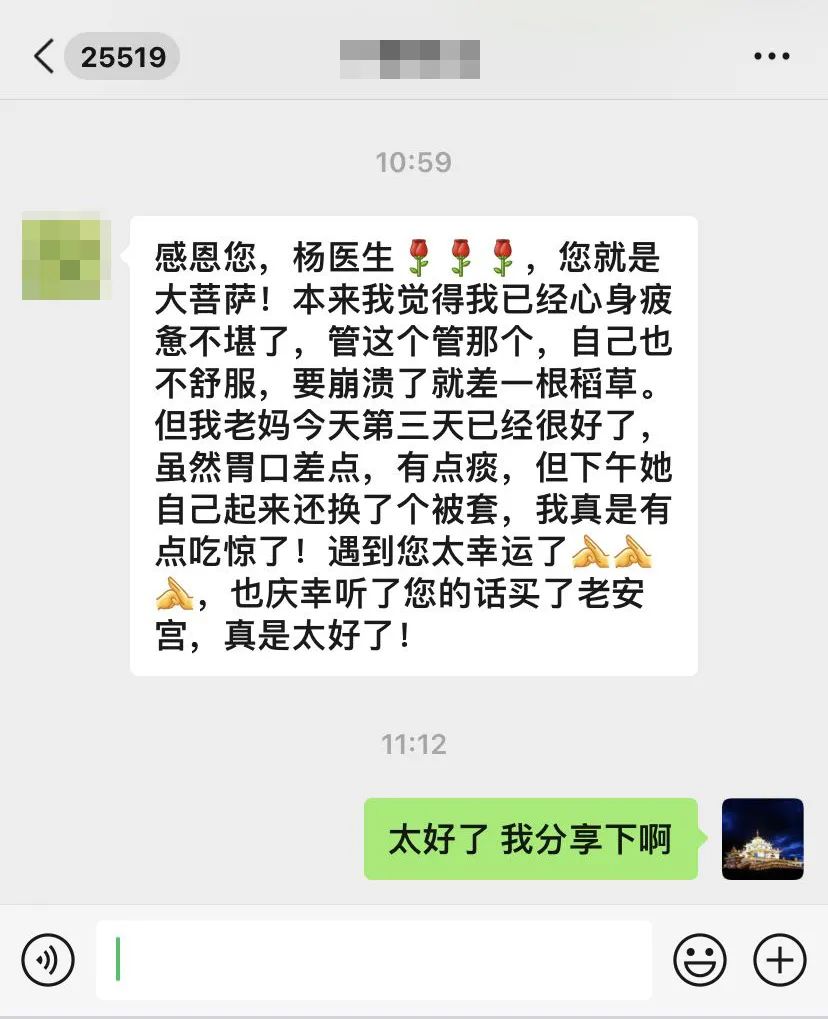 25519
10:59
感恩您，杨医生🌹🌹🌹，您就是
大菩萨！本来我觉得我已经心身疲
惫不堪了，管这个管那个，自己也
不舒服，要崩溃了就差一根稻草。
但我老妈今天第三天已经很好了，
虽然胃口差点，有点痰，但下午她
自己起来还换了个被套，我真是有
点吃惊了！遇到您太幸运了🙏🙏
🙏，也庆幸听了您的话买了老安
宫，真是太好了！
11:12
太好了 我分享下啊